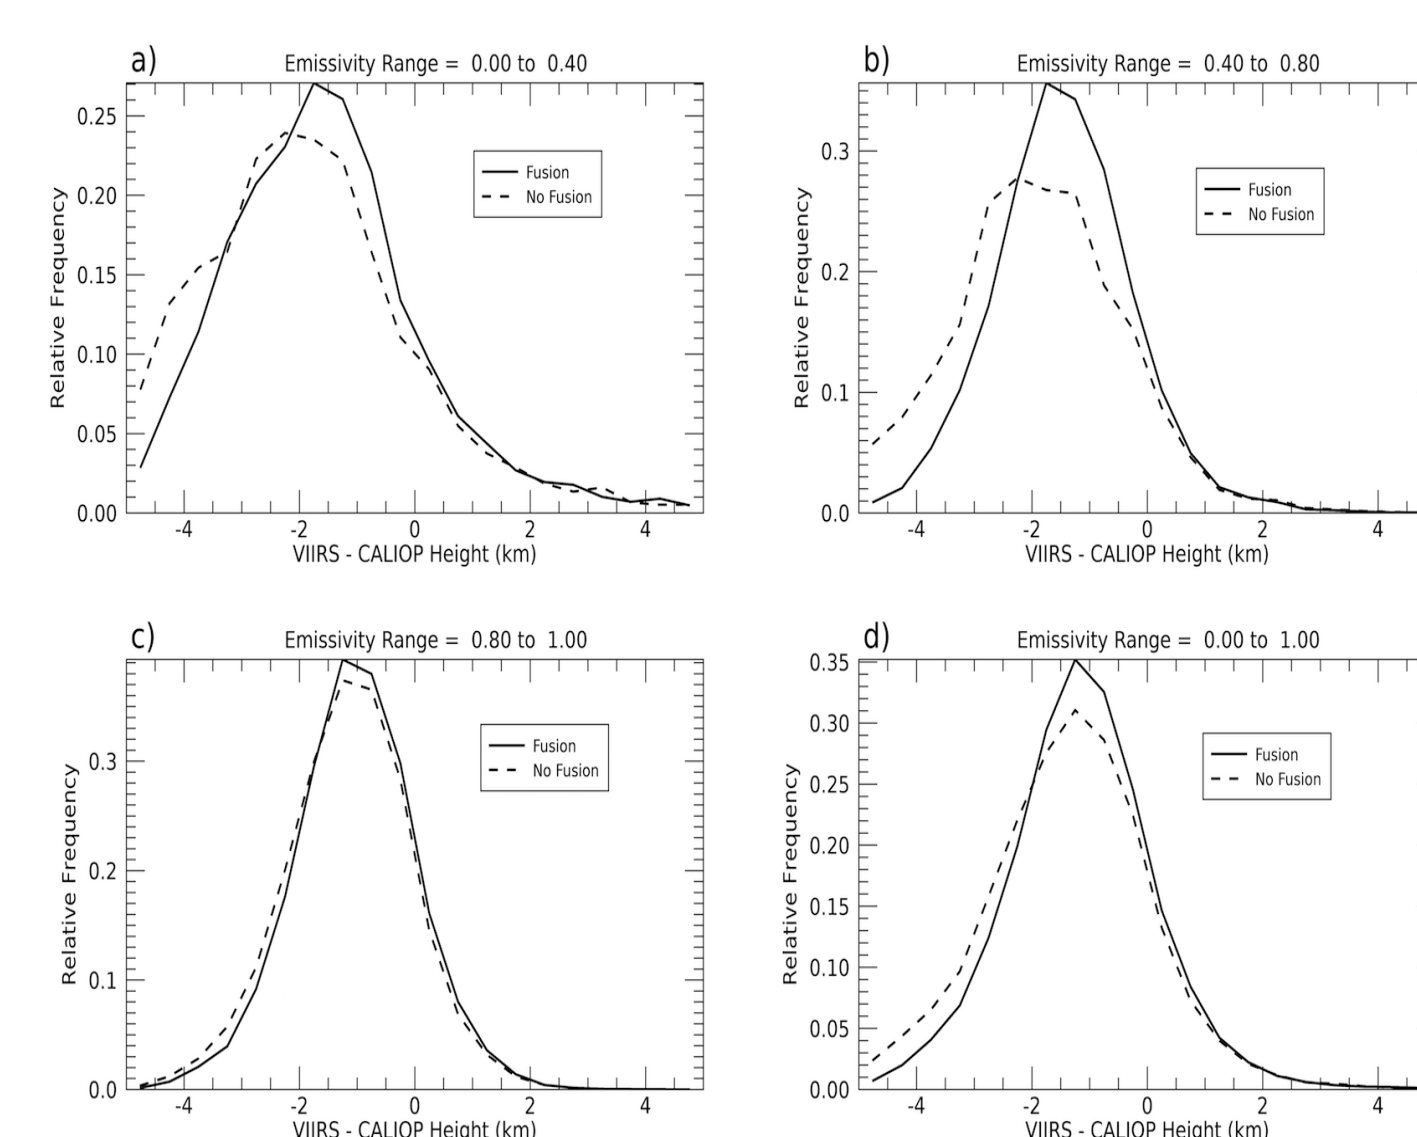 a)
Emissivity Range = 0.00 to 0.40
0.25
0.20
0.15
0.10
0.05
0.00
Relative Frequency
Fusion
No Fusion
-4 -2 0 2 4
VIIRS - CALIOP Height (km)
b)
Emissivity Range = 0.40 to 0.80
0.3
0.2
0.1
0.0
Relative Frequency
Fusion
No Fusion
-4 -2 0 2 4
VIIRS - CALIOP Height (km)
c)
Emissivity Range = 0.80 to 1.00
0.3
0.2
0.1
0.0
Relative Frequency
Fusion
No Fusion
-4 -2 0 2 4
VIIRS - CALIOP Height (km)
d)
Emissivity Range = 0.00 to 1.00
0.35
0.30
0.25
0.20
0.15
0.10
0.05
0.00
Relative Frequency
Fusion
No Fusion
-4 -2 0 2 4
VIIRS - CALIOP Height (km)